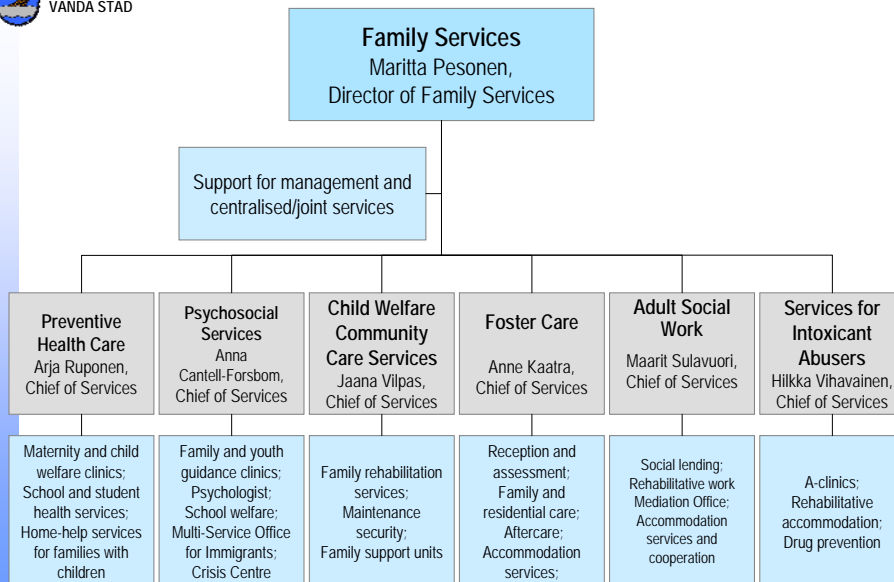 VANDA STAD
Family Services
Maritta Pesonen,
Director of Family Services
Support for management and
centralised/joint services
Preventive
Health Care
Arja Ruponen,
Chief of Services
Psychosocial
Services
Anna
Cantell-Forsbom,
Chief of Services
Child Welfare
Community
Care Services
Jaana Vilpas,
Chief of Services
Foster Care
Anne Kaatra,
Chief of Services
Adult Social
Work
Maarit Sulavuori,
Chief of Services
Services for
Intoxicant
Abusers
Hilkka Vihavainen,
Chief of Services
Maternity and child
welfare clinics;
School and student
health services;
Home-help services
for families with
children
Family and youth
guidance clinics;
Psychologist;
School welfare;
Multi-Service Office
for Immigrants;
Crisis Centre
Family rehabilitation
services;
Maintenance
security;
Family support units
Reception and
assessment;
Family and
residential care;
Aftercare;
Accommodation
services;
Social lending;
Rehabilitative work
Mediation Office;
Accommodation
services and
cooperation
A-clinics;
Rehabilitative
accommodation;
Drug prevention